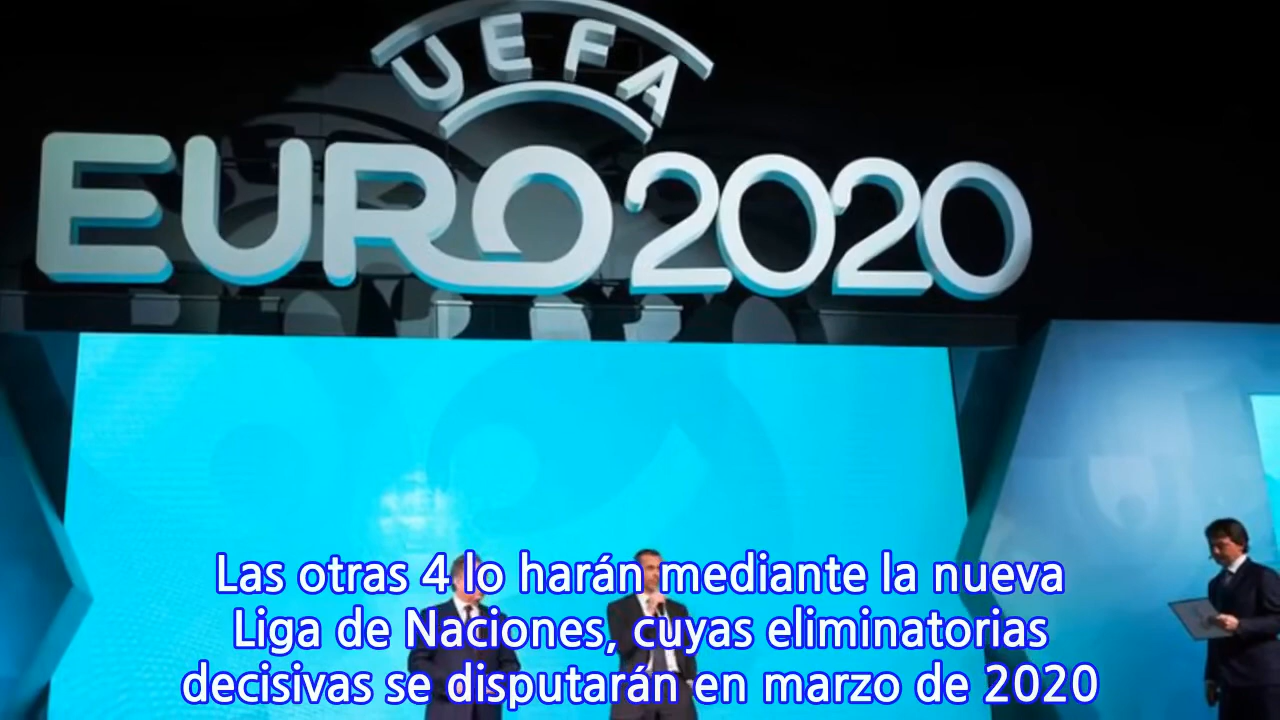 UEFA
EURO2020
Las otras 4 lo harán mediante la nueva
Liga de Naciones, cuyas eliminatorias
decisivas se disputarán en marzo de 2020